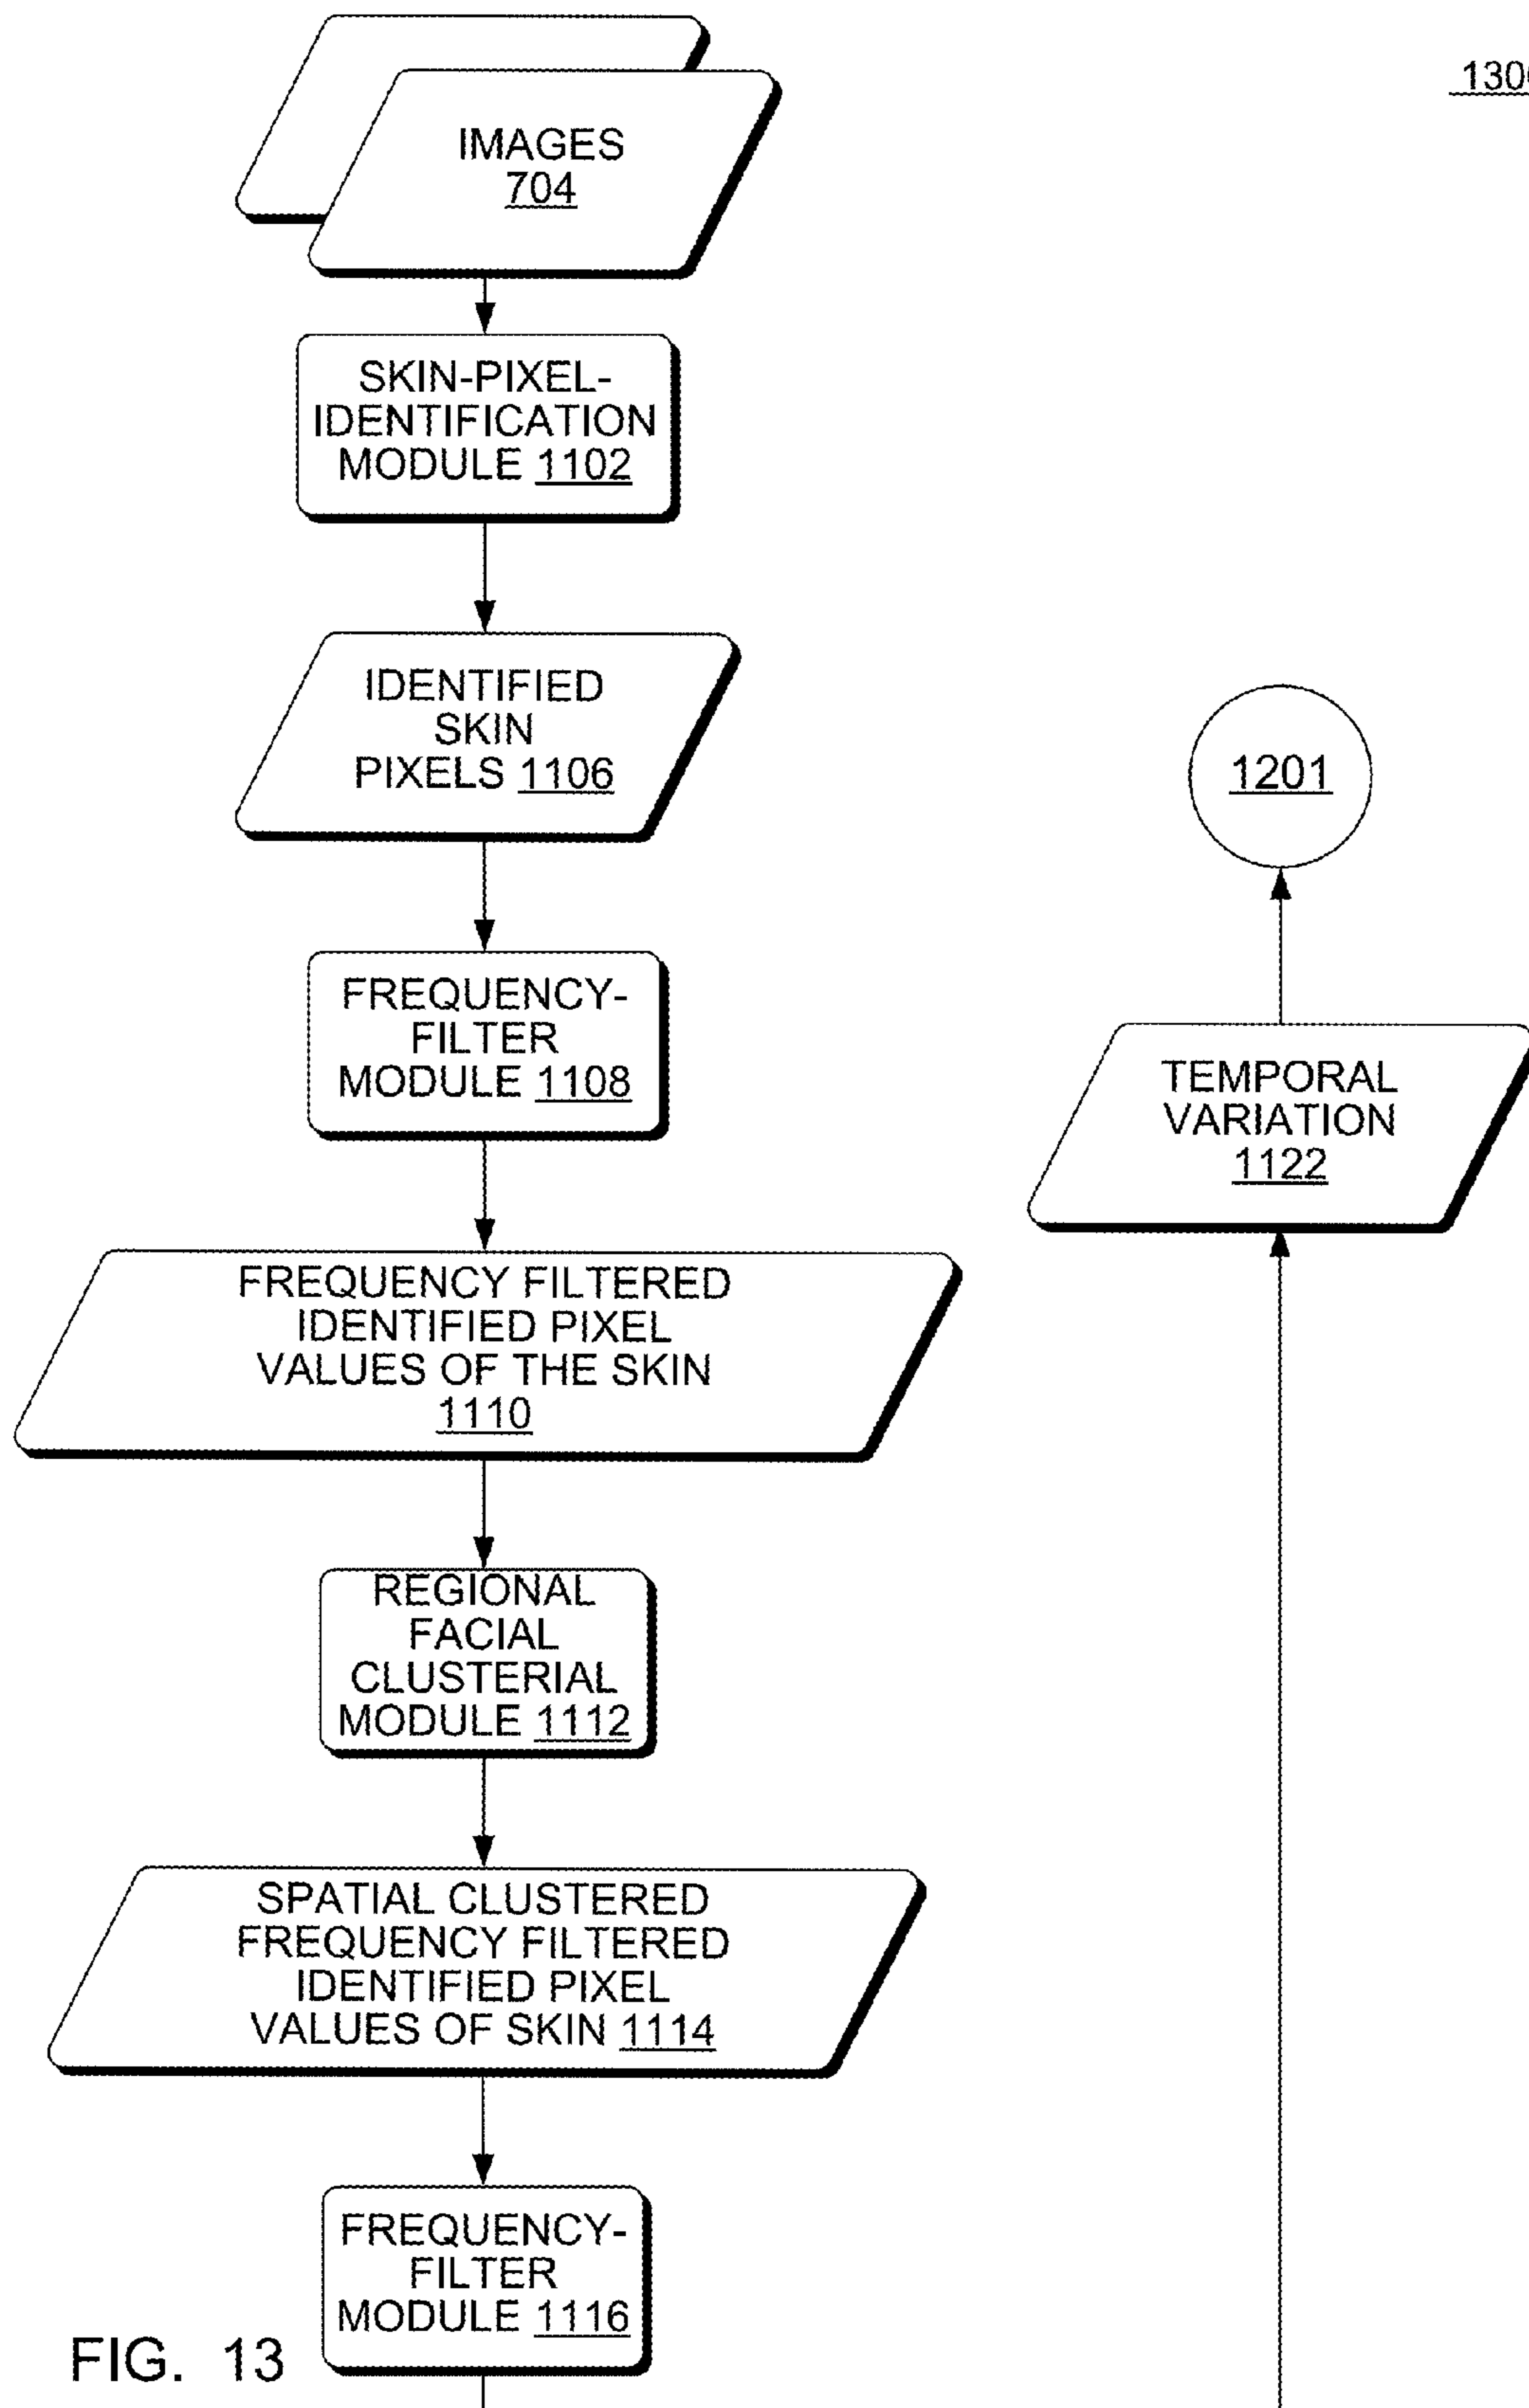 1300
IMAGES
704
SKIN-PIXEL-
IDENTIFICATION
MODULE 1102
IDENTIFIED
SKIN
PIXELS 1106
FREQUENCY-
FILTER
MODULE 1108
FREQUENCY FILTERED
IDENTIFIED PIXEL
VALUES OF THE SKIN
1110
REGIONAL
FACIAL
CLUSTERIAL
MODULE 1112
SPATIAL CLUSTERED
FREQUENCY FILTERED
IDENTIFIED PIXEL
VALUES OF SKIN 1114
FREQUENCY-
FILTER
MODULE 1116
1201
TEMPORAL
VARIATION
1122
FIG. 13